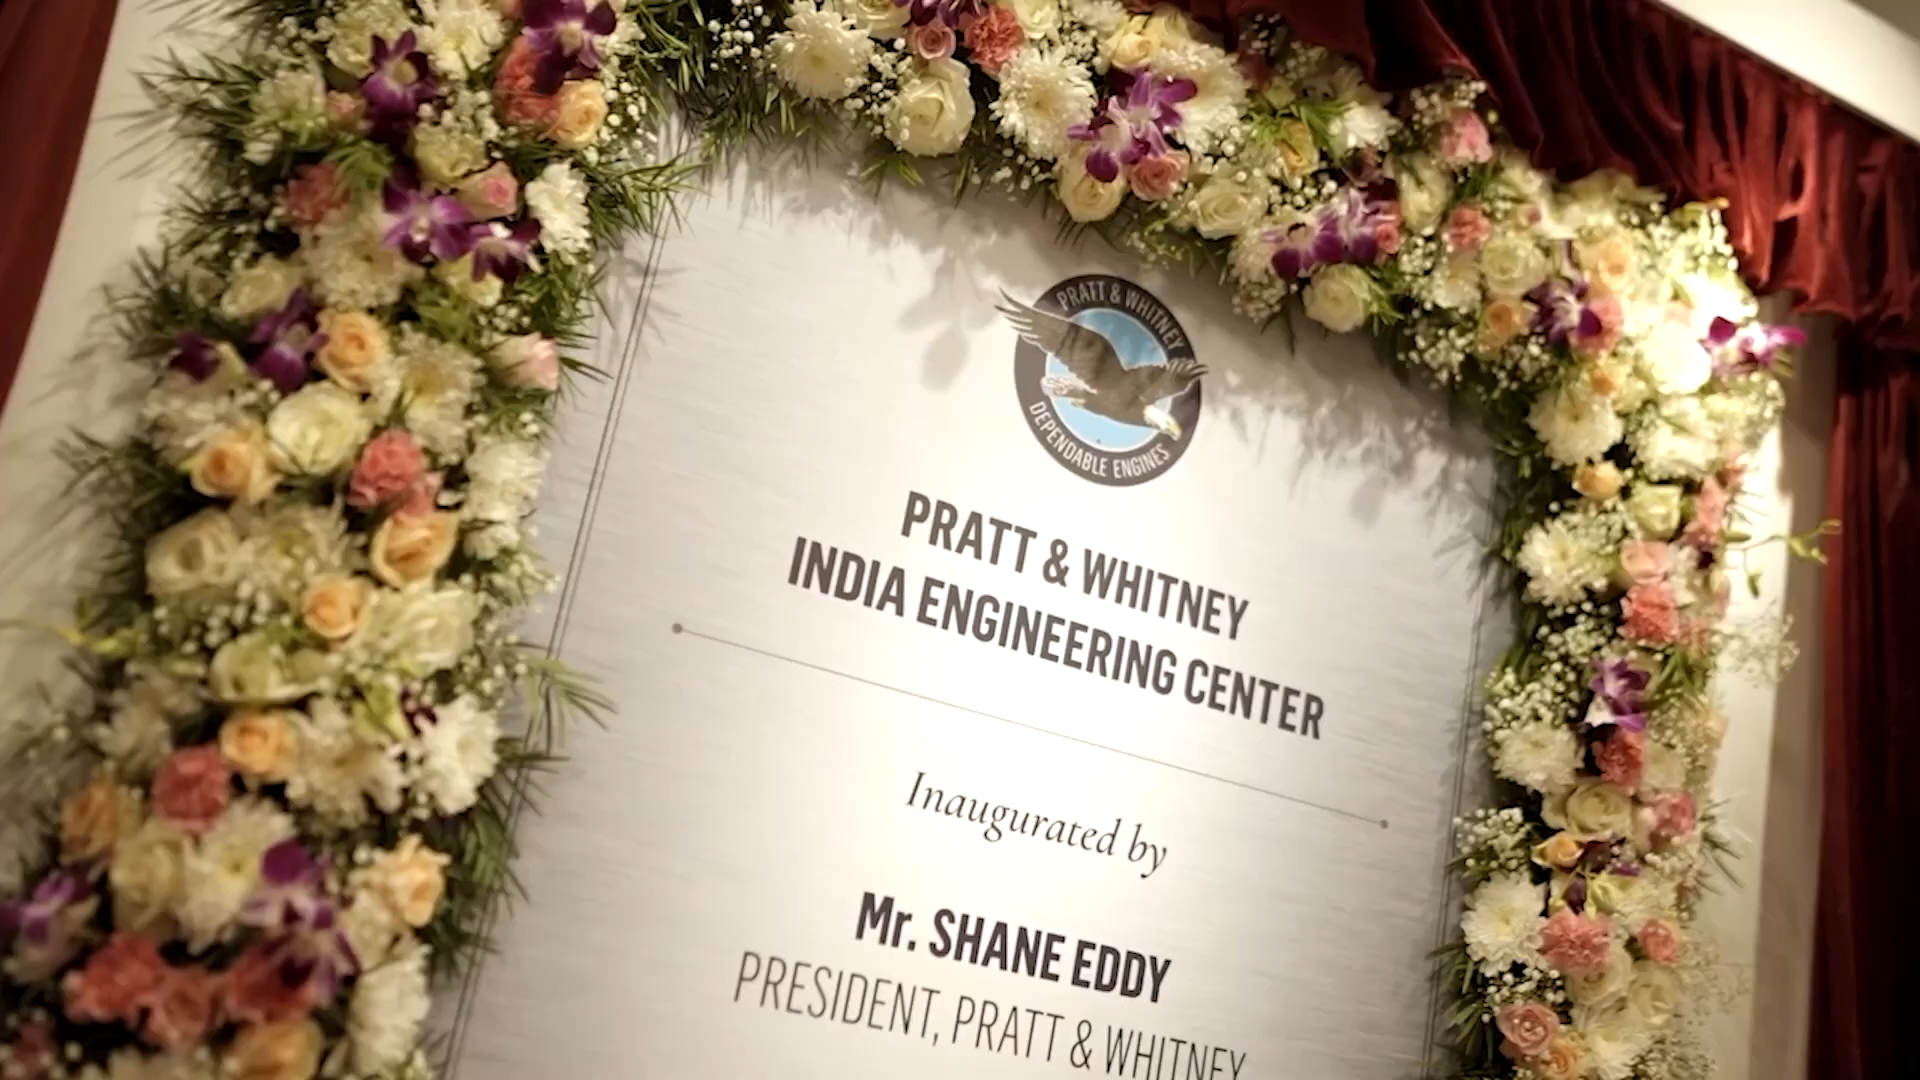 PRATT & WHITNEY
DEPENDABLE ENGINES
PRATT & WHITNEY
INDIA ENGINEERING CENTER
Inaugurated by
Mr. SHANE EDDY
PRESIDENT, PRATT & WHITNEY